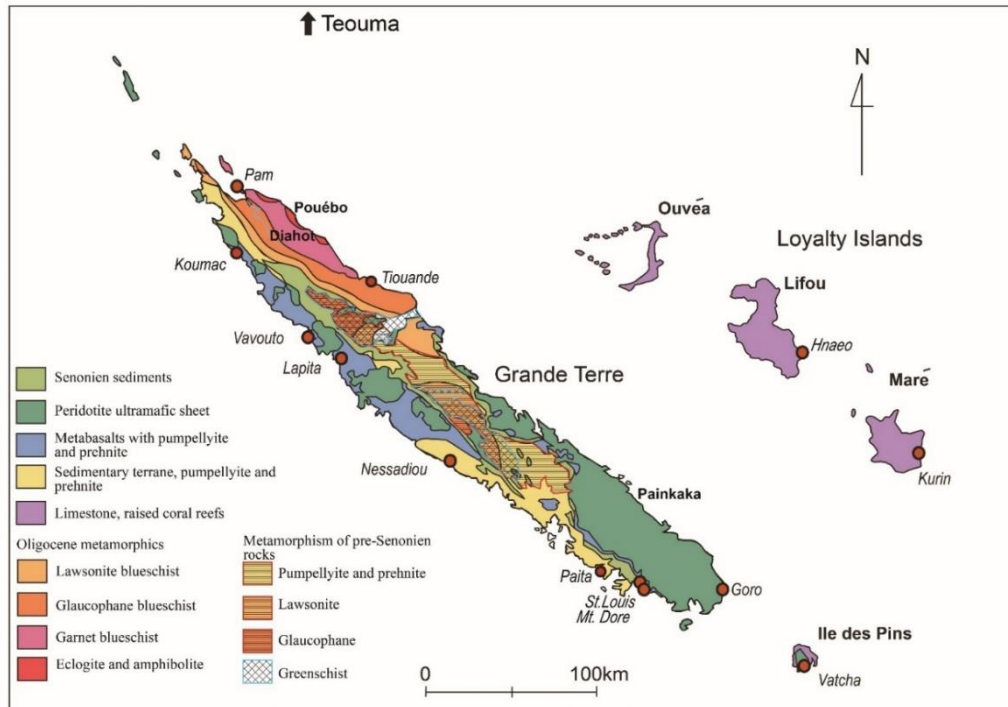 Teouma
N
Pam
Pouébo
Diahot
Koumac
Tiouande
Ouvéa
Loyalty Islands
Lifou
Hnaeo
Vavouto
Lapita
Grande Terre
Maré
Kurin
Nessadiou
Painkaka
Paita
St.Louis
Mt. Dore
Goro
Ile des Pins
Vatcha
0 100km
Senonien sediments
Peridotite ultramafic sheet
Metabasalts with pumpellyite
and prehnite
Sedimentary terrane, pumpellyite and
prehnite
Limestone, raised coral reefs
Oligocene metamorphics
Lawsonite blueschist
Glaucophane blueschist
Garnet blueschist
Eclogite and amphibolite
Metamorphism of pre-Senonien
rocks
Pumpellyite and prehnite
Lawsonite
Glaucophane
Greenschist